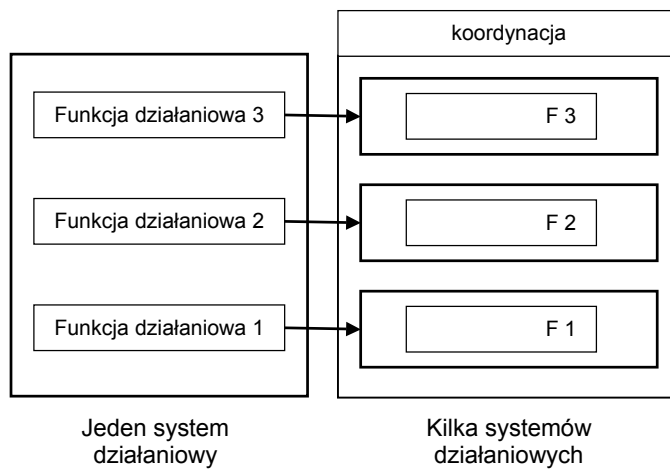 koordynacja
Funkcja działaniowa 3
F 3
Funkcja działaniowa 2
F 2
Funkcja działaniowa 1
F 1
Jeden system
działaniowy
Kilka systemów
działaniowych